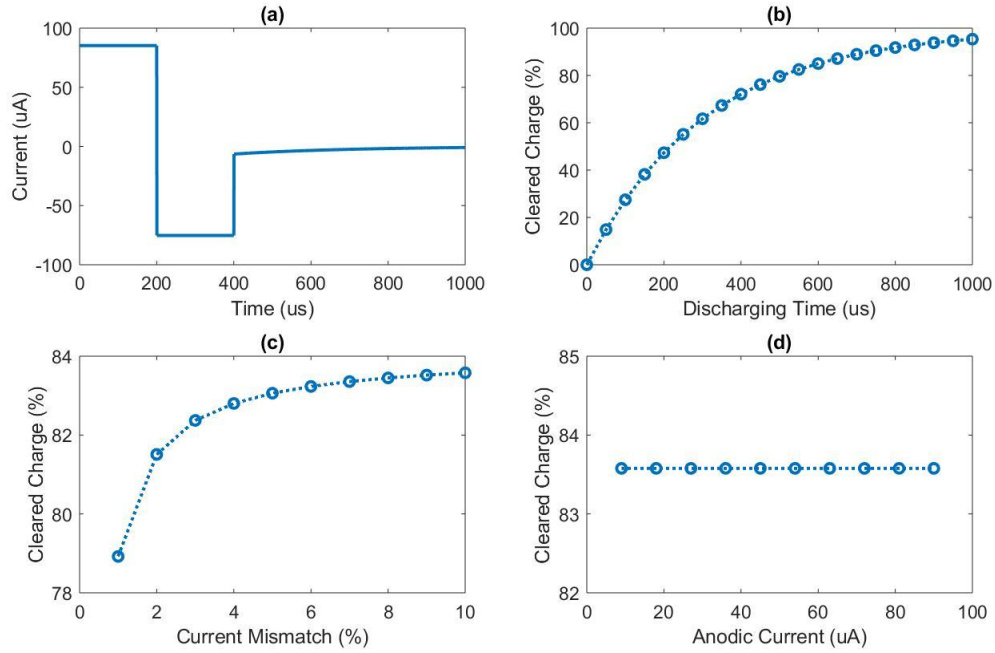 (a)
100
50
0
-50
-100
Current (uA)
0 200 400 600 800 1000
Time (us)
(b)
100
80
60
40
20
0
Cleared Charge (%)
0 200 400 600 800 1000
Discharging Time (us)
(c)
84
82
80
78
Cleared Charge (%)
0 2 4 6 8 10
Current Mismatch (%)
(d)
85
84
83
82
Cleared Charge (%)
0 20 40 60 80 100
Anodic Current (uA)